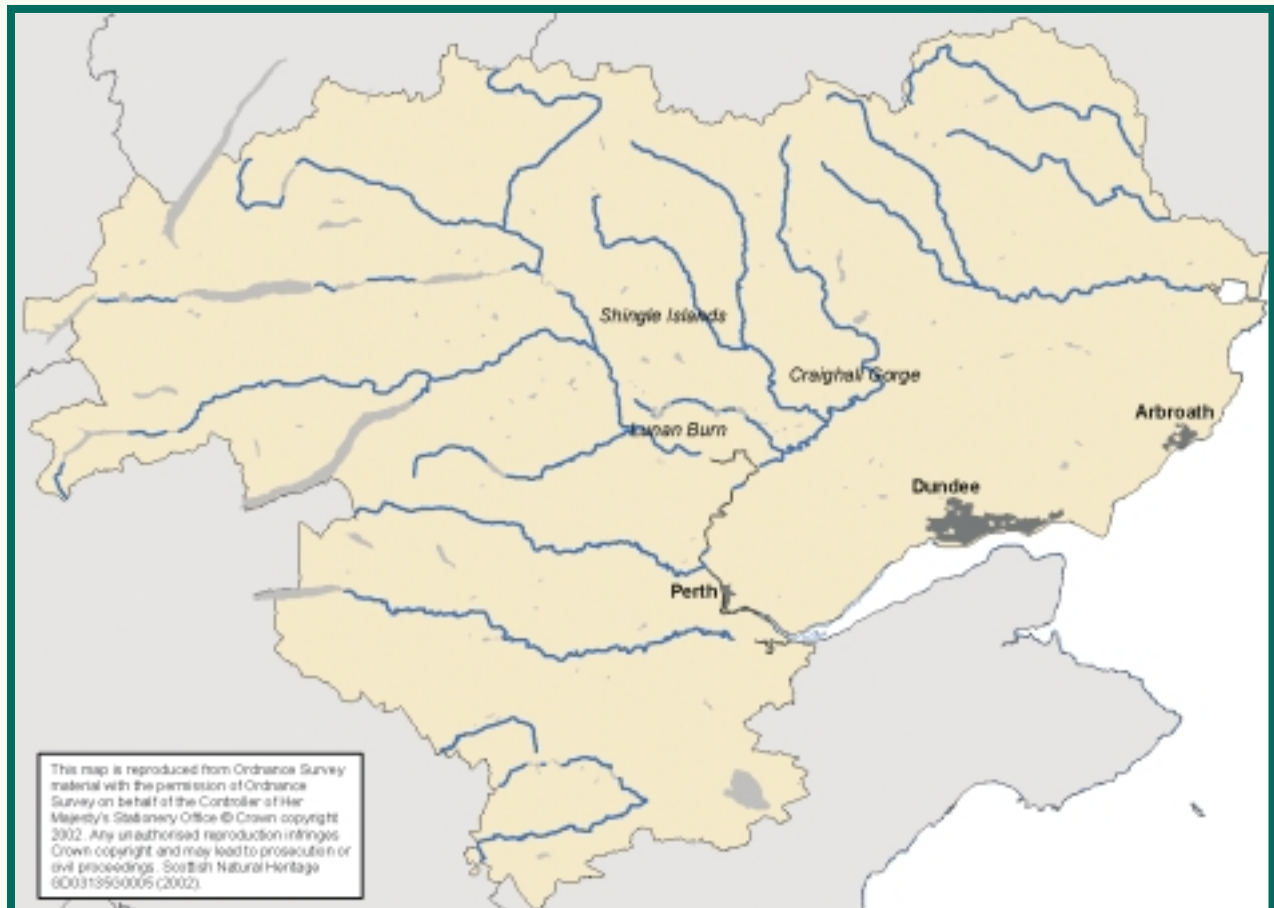 Shingle Islands
Craighall Gorge
Arbroath
Lunan Burn
Dundee
Perth
This map is reproduced from Ordnance Survey
material with the permission of Ordnance
Survey on behalf of the Controller of Her
Majesty's Stationery Office © Crown copyright
2002. Any unauthorised reproduction infringes
Crown copyright and may lead to prosecution or
civil proceedings. Scottish Natural Heritage
GD03135G0005 (2002).